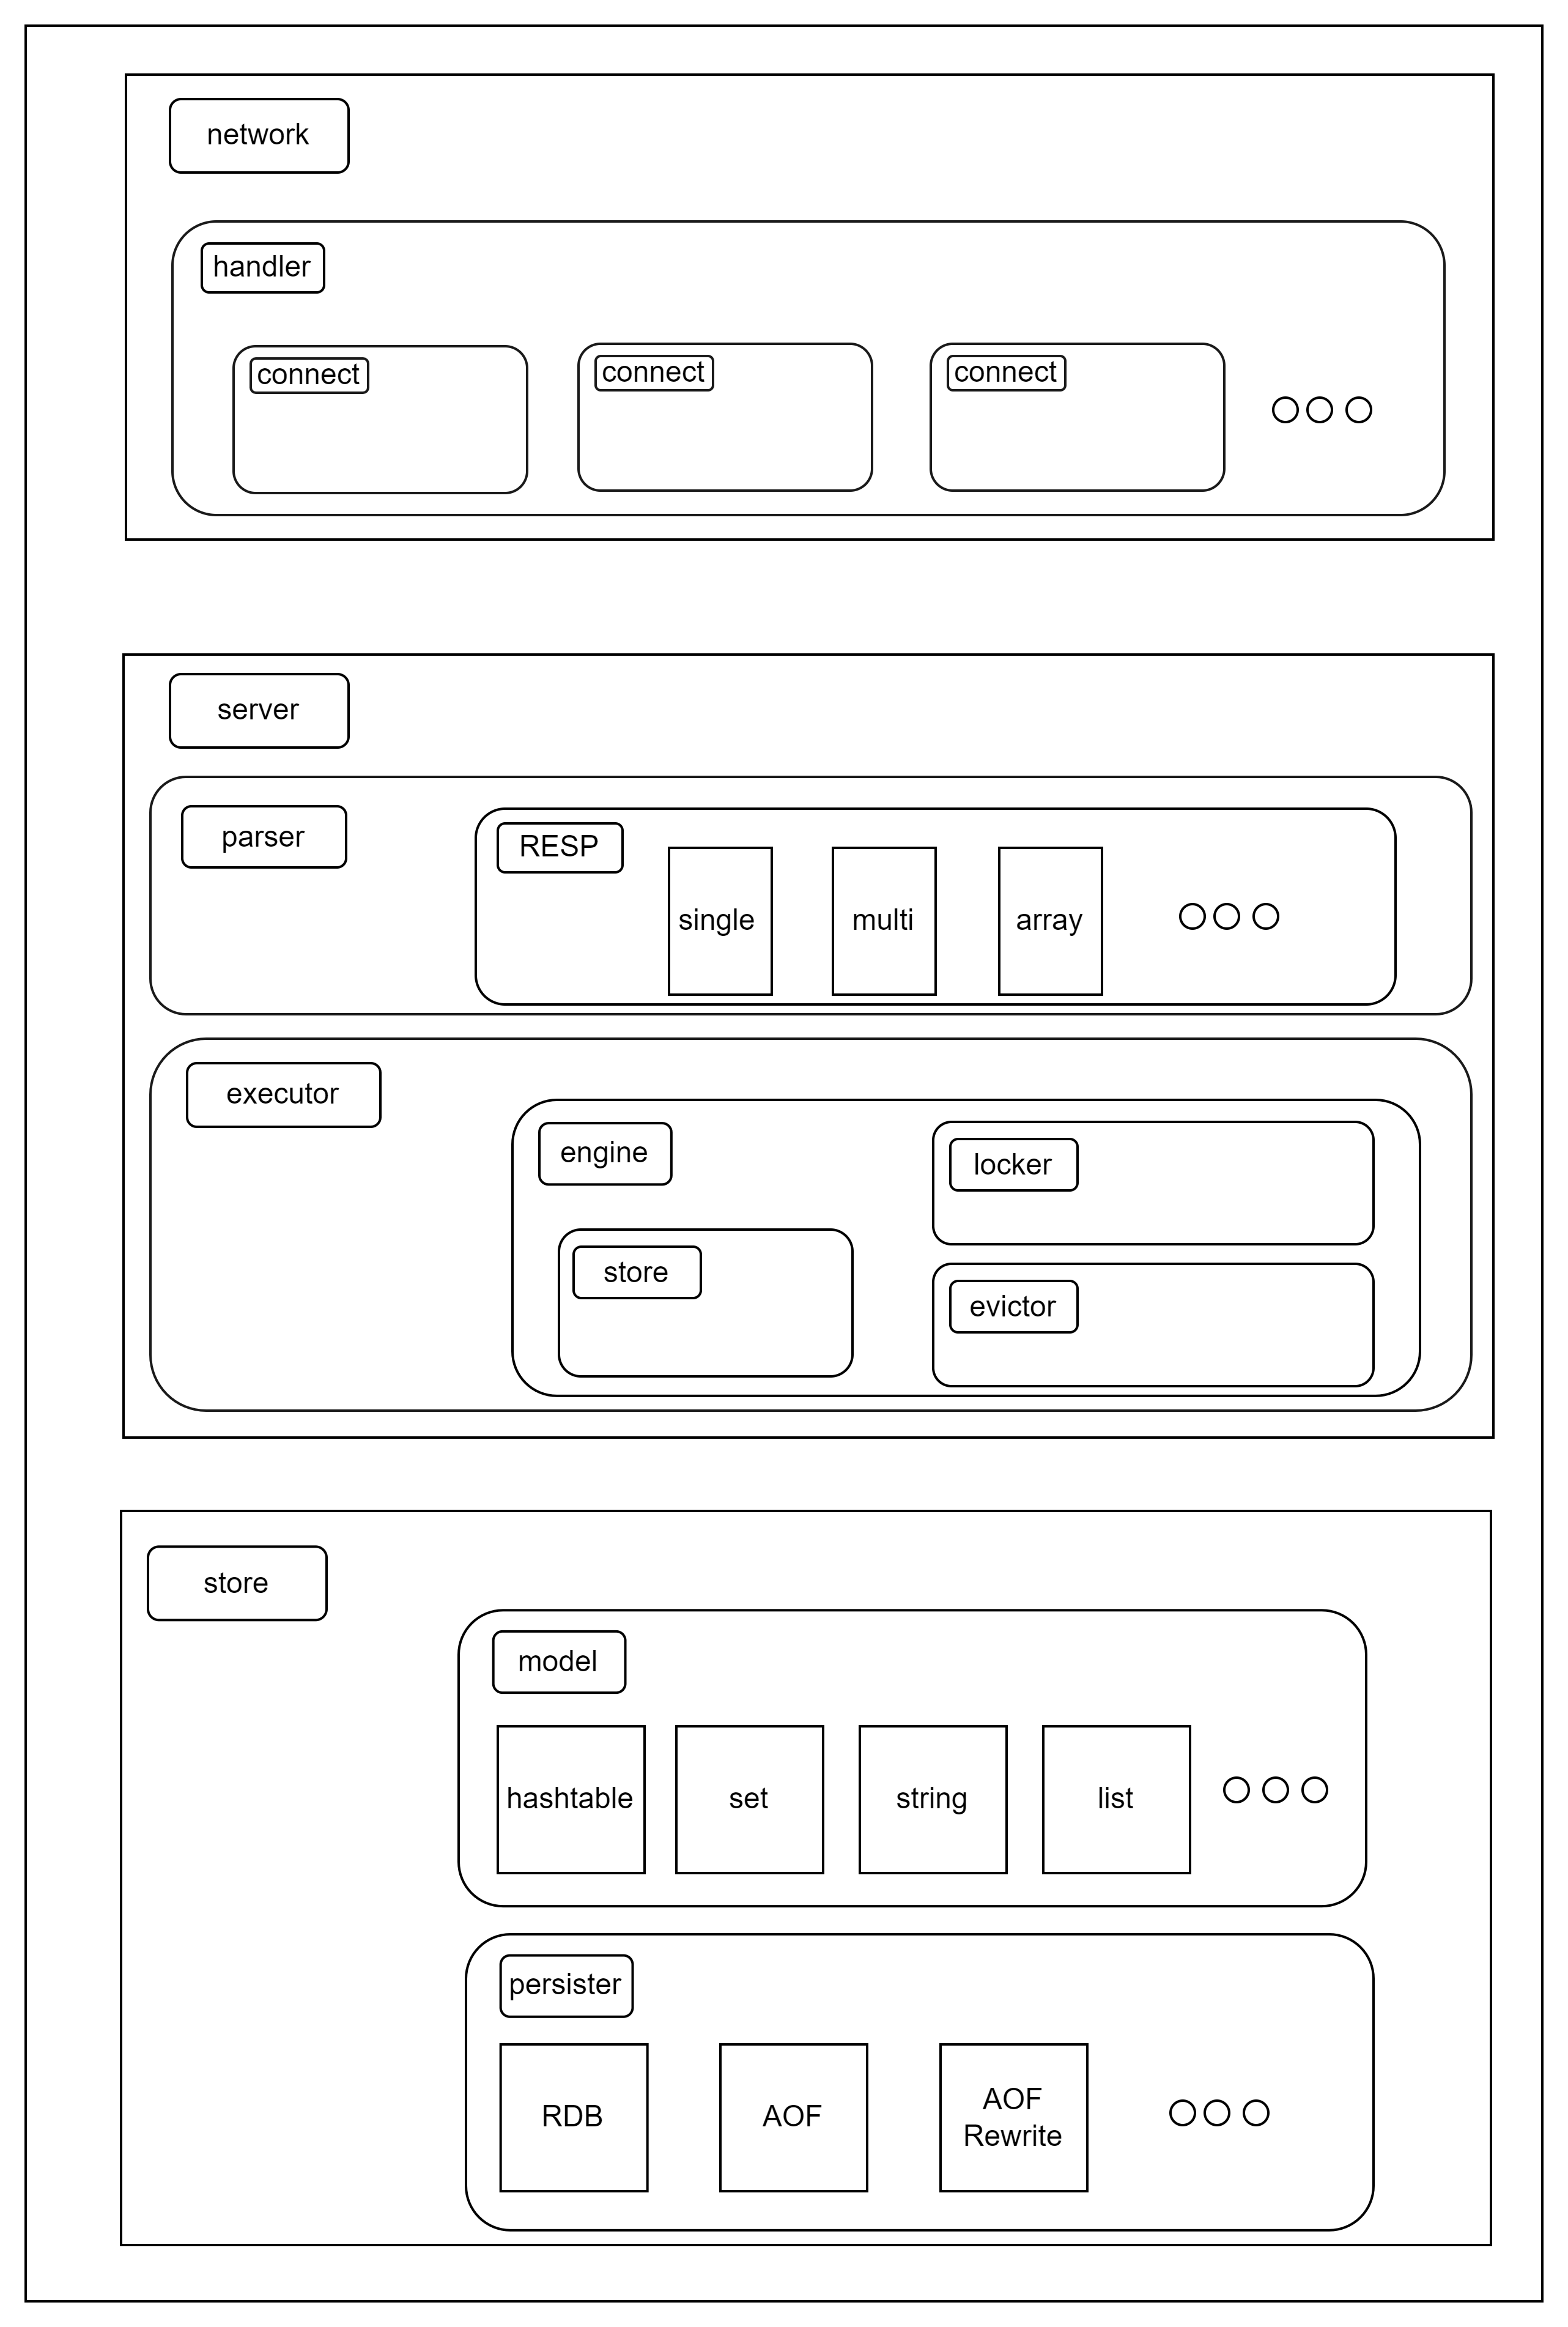 network
handler
connect
connect
connect
server
parser
RESP
single
multi
array
executor
engine
locker
store
evictor
store
model
hashtable
set
string
list
persister
RDB
AOF
AOF
Rewrite